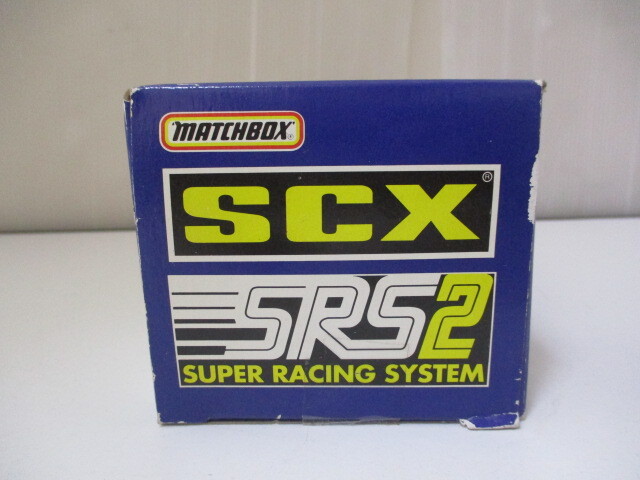 "MATCHBOX"®
SCX®
SRS2
SUPER RACING SYSTEM